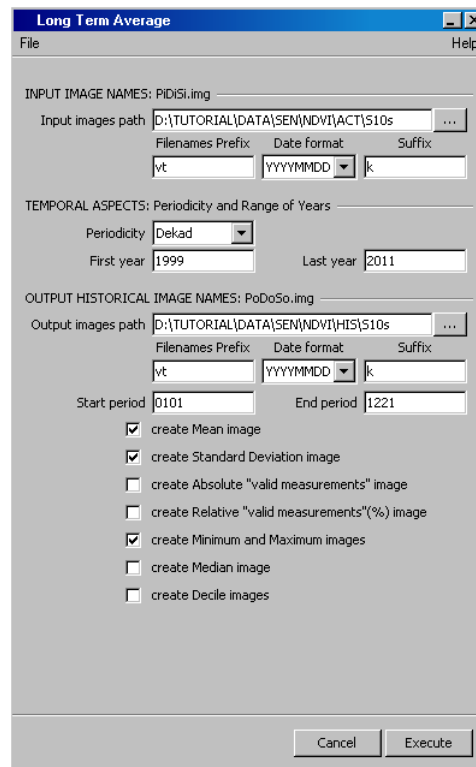 Long Term Average
File Help
INPUT IMAGE NAMES: PiDiSi.img
Input images path D:\TUTORIAL\DATA\SEN\NDVI\ACT\S10s ...
Filenames Prefix Date format Suffix
vt YYYYMMDD k
TEMPORAL ASPECTS: Periodicity and Range of Years
Periodicity Dekad
First year 1999 Last year 2011
OUTPUT HISTORICAL IMAGE NAMES: PoDoSo.img
Output images path D:\TUTORIAL\DATA\SEN\NDVI\HIS\S10s ...
Filenames Prefix Date format Suffix
vt YYYYMMDD k
Start period 0101 End period 1221
create Mean image
create Standard Deviation image
create Absolute "valid measurements" image
create Relative "valid measurements"(%) image
create Minimum and Maximum images
create Median image
create Decile images
Cancel Execute